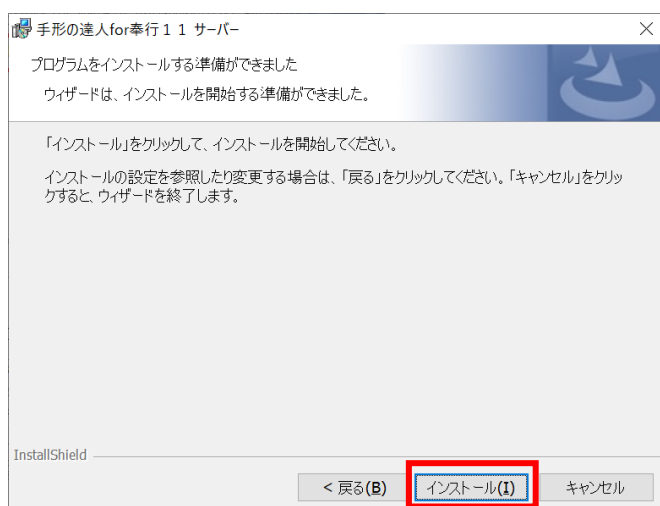 手形の達人for奉行11 サーバー
プログラムをインストールする準備ができました
ウィザードは、インストールを開始する準備ができました。
「インストール」をクリックして、インストールを開始してください。
インストールの設定を参照したり変更する場合は、「戻る」をクリックしてください。「キャンセル」をクリッ
クすると、ウィザードを終了します。
InstallShield
< 戻る(B)
インストール(I)
キャンセル